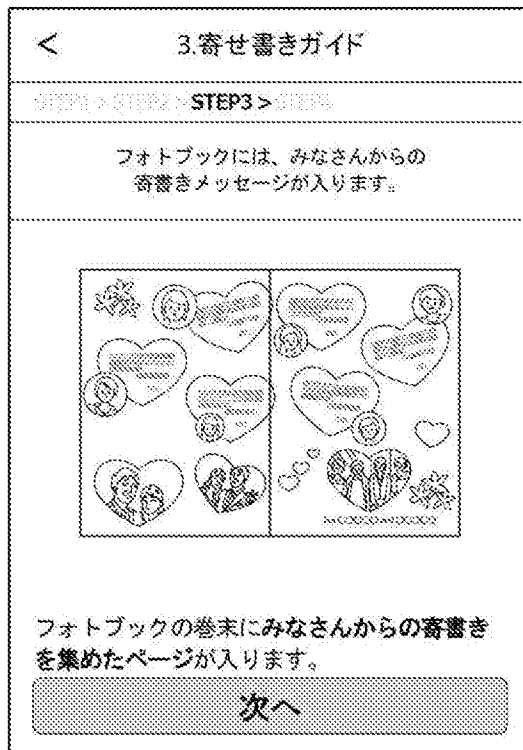 <
3.寄せ書きガイド
STEP1 > STEP2 > STEP3 > STEP4
フォトブックには、みなさんからの
寄書きメッセージが入ります。
フォトブックの巻末にみなさんからの寄書き
を集めたページが入ります。
次へ